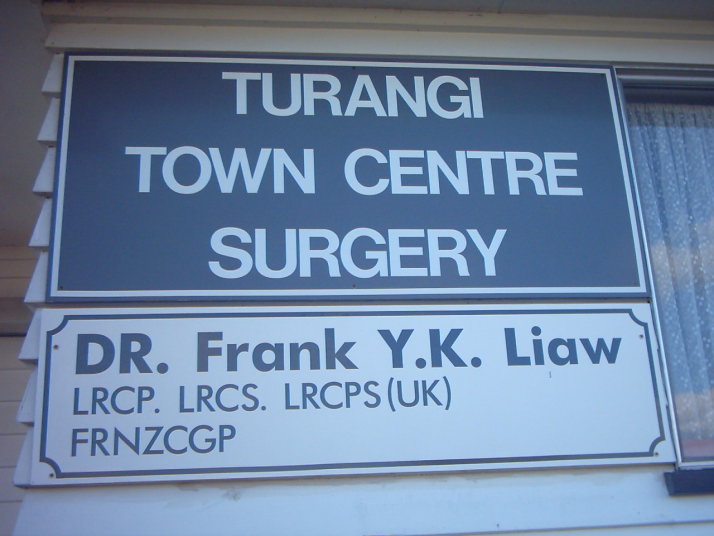 TURANGI
TOWN CENTRE
SURGERY
DR. Frank Y.K. Liaw
LRCP. LRCS. LRCPS (UK)
FRNZCGP